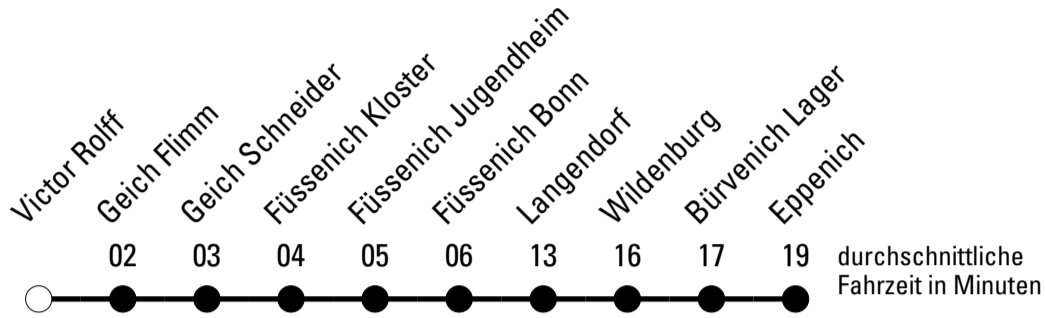 Victor Rolff
Geich Flimm
Geich Schneider
Füssenich Kloster
Füssenich Jugendheim
Füssenich Bonn
Langendorf
Wildenburg
Bürvenich Lager
Eppenich
02 03 04 05 06 13 16 17 19
durchschnittliche
Fahrzeit in Minuten